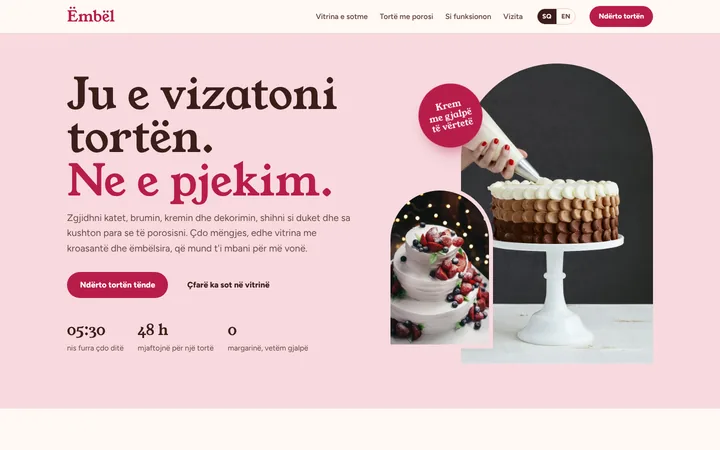 Ëmbël
Vitrina e sotme
Tortë me porosi
Si funksionon
Vizita
SQ
EN
Ndërto tortën
Ju e vizatoni
tortën.
Ne e pjekim.
Zgjidhni katet, brumin, kremin dhe dekorimin, shihni si duket dhe sa
kushton para se të porosisni. Çdo mëngjes, edhe vitrina me
kroasantë dhe ëmbëlsira, që mund t'i mbani për më vonë.
Ndërto tortën tënde
Çfarë ka sot në vitrinë
05:30
48 h
0
nis furra çdo ditë
mjaftojnë për një tortë
margarinë, vetëm gjalpë
Krem
me gjalpë
të vërtetë